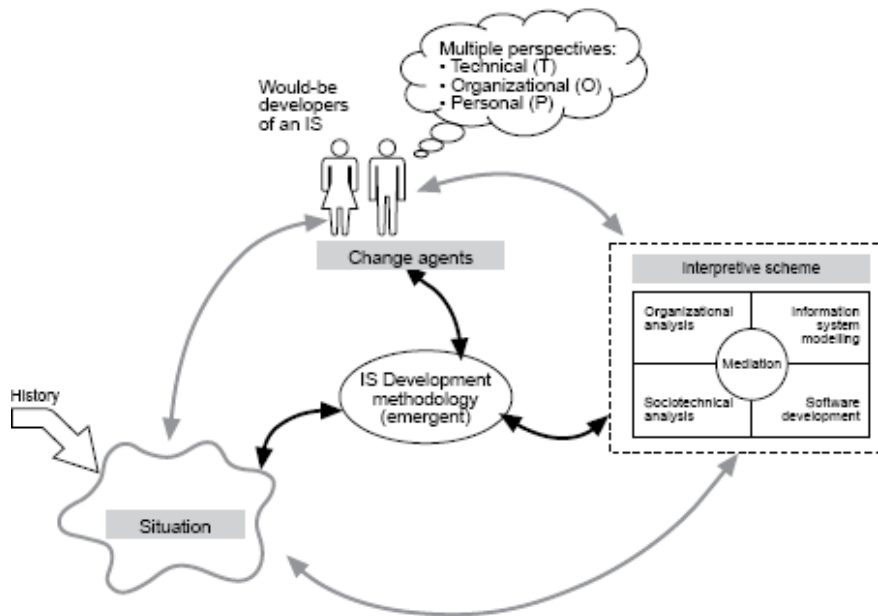 Multiple perspectives:
• Technical (T)
• Organizational (O)
• Personal (P)
Would-be
developers
of an IS
Change agents
Interpretive scheme
Organizational
analysis
Information
system
modelling
Mediation
Sociotechnical
analysis
Software
development
IS Development
methodology
(emergent)
History
Situation